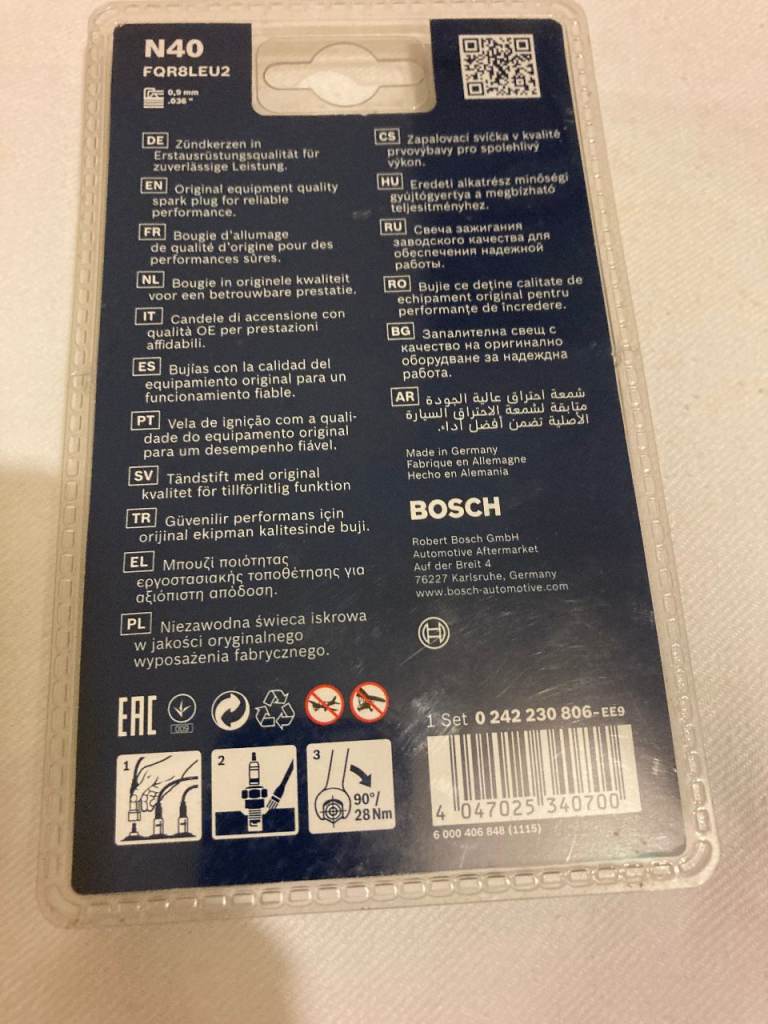 N40
FQR8LEU2
0,9 mm
.036"
DE Zündkerzen in
Erstausrüstungsqualität für
zuverlässige Leistung.
EN Original equipment quality
spark plug for reliable
performance.
FR Bougie d'allumage
de qualité d'origine pour des
performances sûres.
NL Bougie in originele kwaliteit
voor een betrouwbare prestatie.
IT Candele di accensione con
qualità OE per prestazioni
affidabili.
ES Bujías con la calidad del
equipamiento original para un
funcionamiento fiable.
PT Vela de ignição com a quali-
dade do equipamento original
para um desempenho fiável.
SV Tändstift med original
kvalitet för tillförlitlig funktion
TR Güvenilir performans için
orijinal ekipman kalitesinde buji.
EL Μπουζί ποιότητας
εργοστασιακής τοποθέτησης για
αξιόπιστη απόδοση.
PL Niezawodna świeca iskrowa
w jakości oryginalnego
wyposażenia fabrycznego.
CS Zapalovací svíčka v kvalitě
prvovýbavy pro spolehlivý
výkon.
HU Eredeti alkatrész minőségi
gyújtógyertya a megbízható
teljesítményhez.
RU Свеча зажигания
заводского качества для
обеспечения надежной
работы.
RO Bujie ce deține calitate de
echipament original pentru
performanțe de încredere.
BG Запалителна свещ с
качество на оригинално
оборудване за надеждна
работа.
AR شمعة احتراق عالية الجودة
متابقة لشمعة الاحتراق السيارة
الأصلية تضمن أفضل أداء.
Made in Germany
Fabrique en Allemagne
Hecho en Alemania
BOSCH
Robert Bosch GmbH
Automotive Aftermarket
Auf der Breit 4
76227 Karlsruhe, Germany
www.bosch-automotive.com
EAC
009
1 Set 0 242 230 806-EE9
1
2
3
90°/
28 Nm
4 047025 340700
6 000 406 848 (1115)